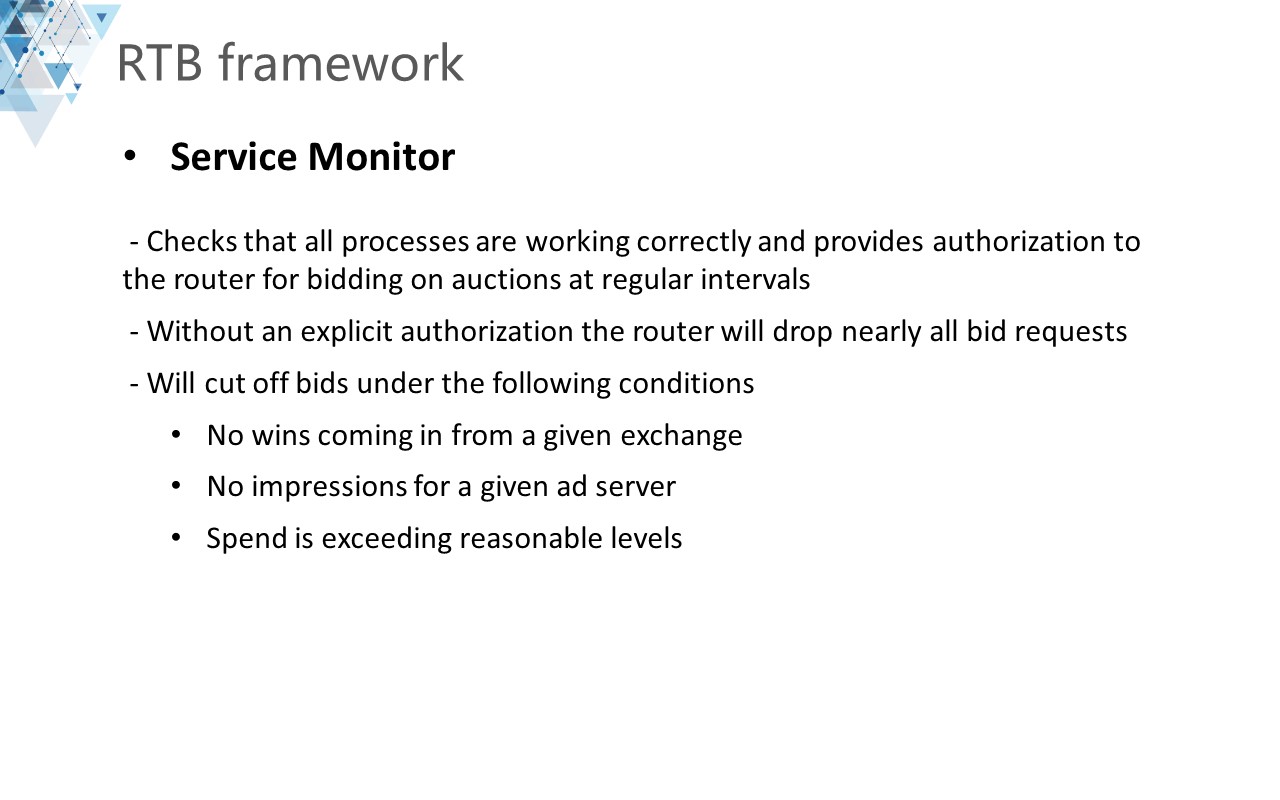 RTB framework
• Service Monitor
- Checks that all processes are working correctly and provides authorization to
the router for bidding on auctions at regular intervals
- Without an explicit authorization the router will drop nearly all bid requests
- Will cut off bids under the following conditions
• No wins coming in from a given exchange
• No impressions for a given ad server
• Spend is exceeding reasonable levels